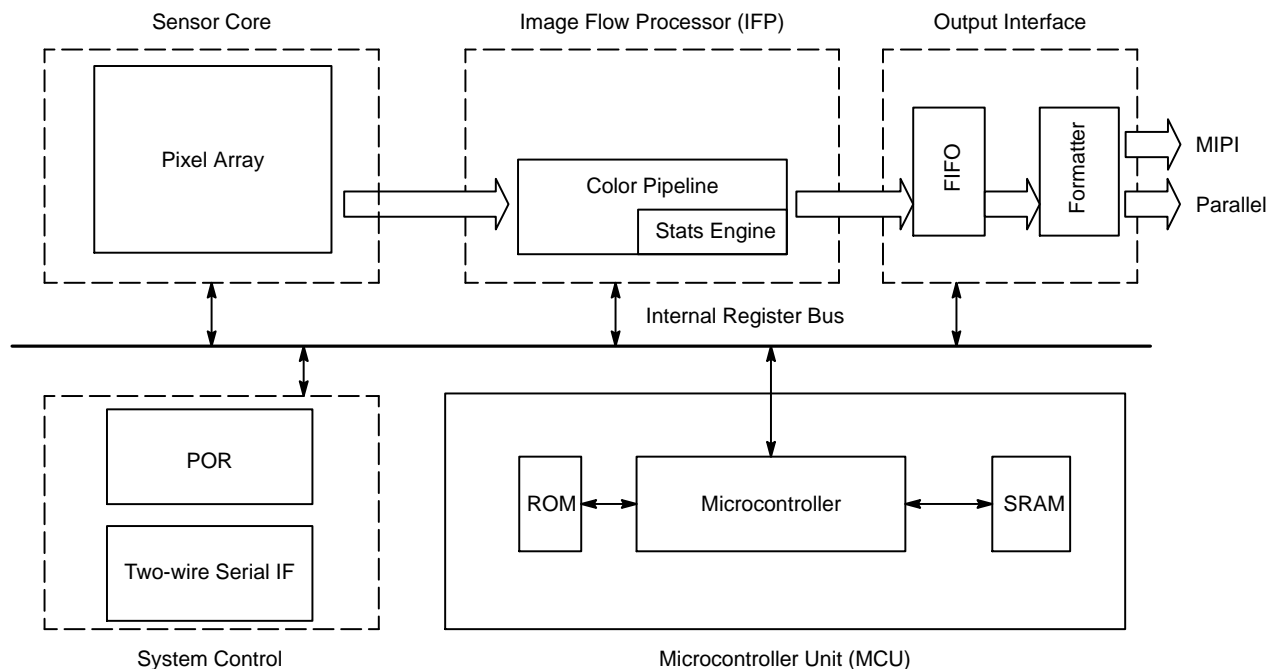 Sensor Core
Image Flow Processor (IFP)
Output Interface
Pixel Array
Color Pipeline
Stats Engine
FIFO
Formatter
MIPI
Parallel
Internal Register Bus
POR
Two-wire Serial IF
ROM
Microcontroller
SRAM
System Control
Microcontroller Unit (MCU)